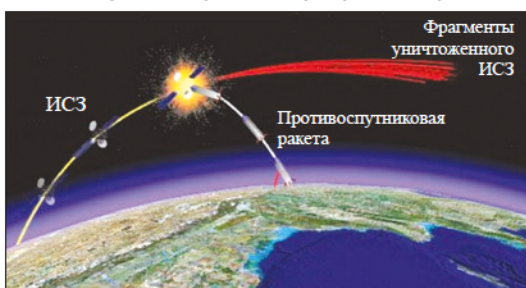 Фрагменты
уничтоженного
ИСЗ
ИСЗ
Противоспутниковая
ракета